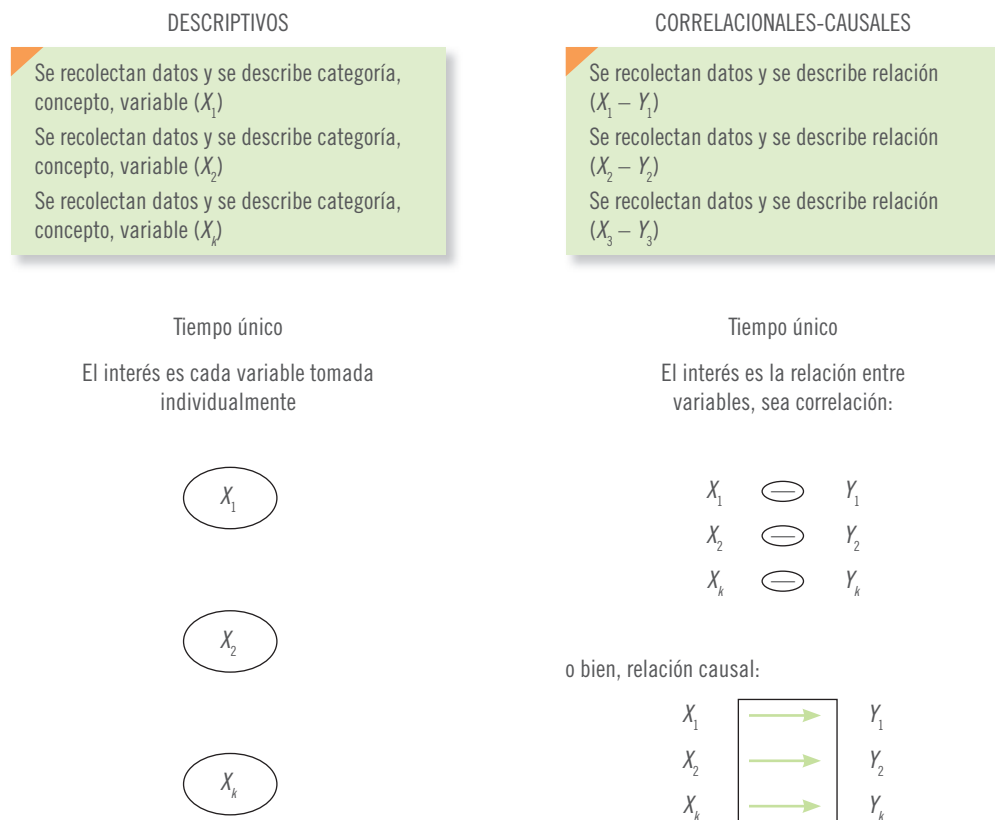 DESCRIPTIVOS
Se recolectan datos y se describe categoría,
concepto, variable (X1)
Se recolectan datos y se describe categoría,
concepto, variable (X2)
Se recolectan datos y se describe categoría,
concepto, variable (Xk)
Tiempo único
El interés es cada variable tomada
individualmente
X1
X2
Xk
CORRELACIONALES-CAUSALES
Se recolectan datos y se describe relación
(X1 – Y1)
Se recolectan datos y se describe relación
(X2 – Y2)
Se recolectan datos y se describe relación
(X3 – Y3)
Tiempo único
El interés es la relación entre
variables, sea correlación:
X1 — Y1
X2 — Y2
Xk — Yk
o bien, relación causal:
X1 Y1
X2 Y2
Xk Yk